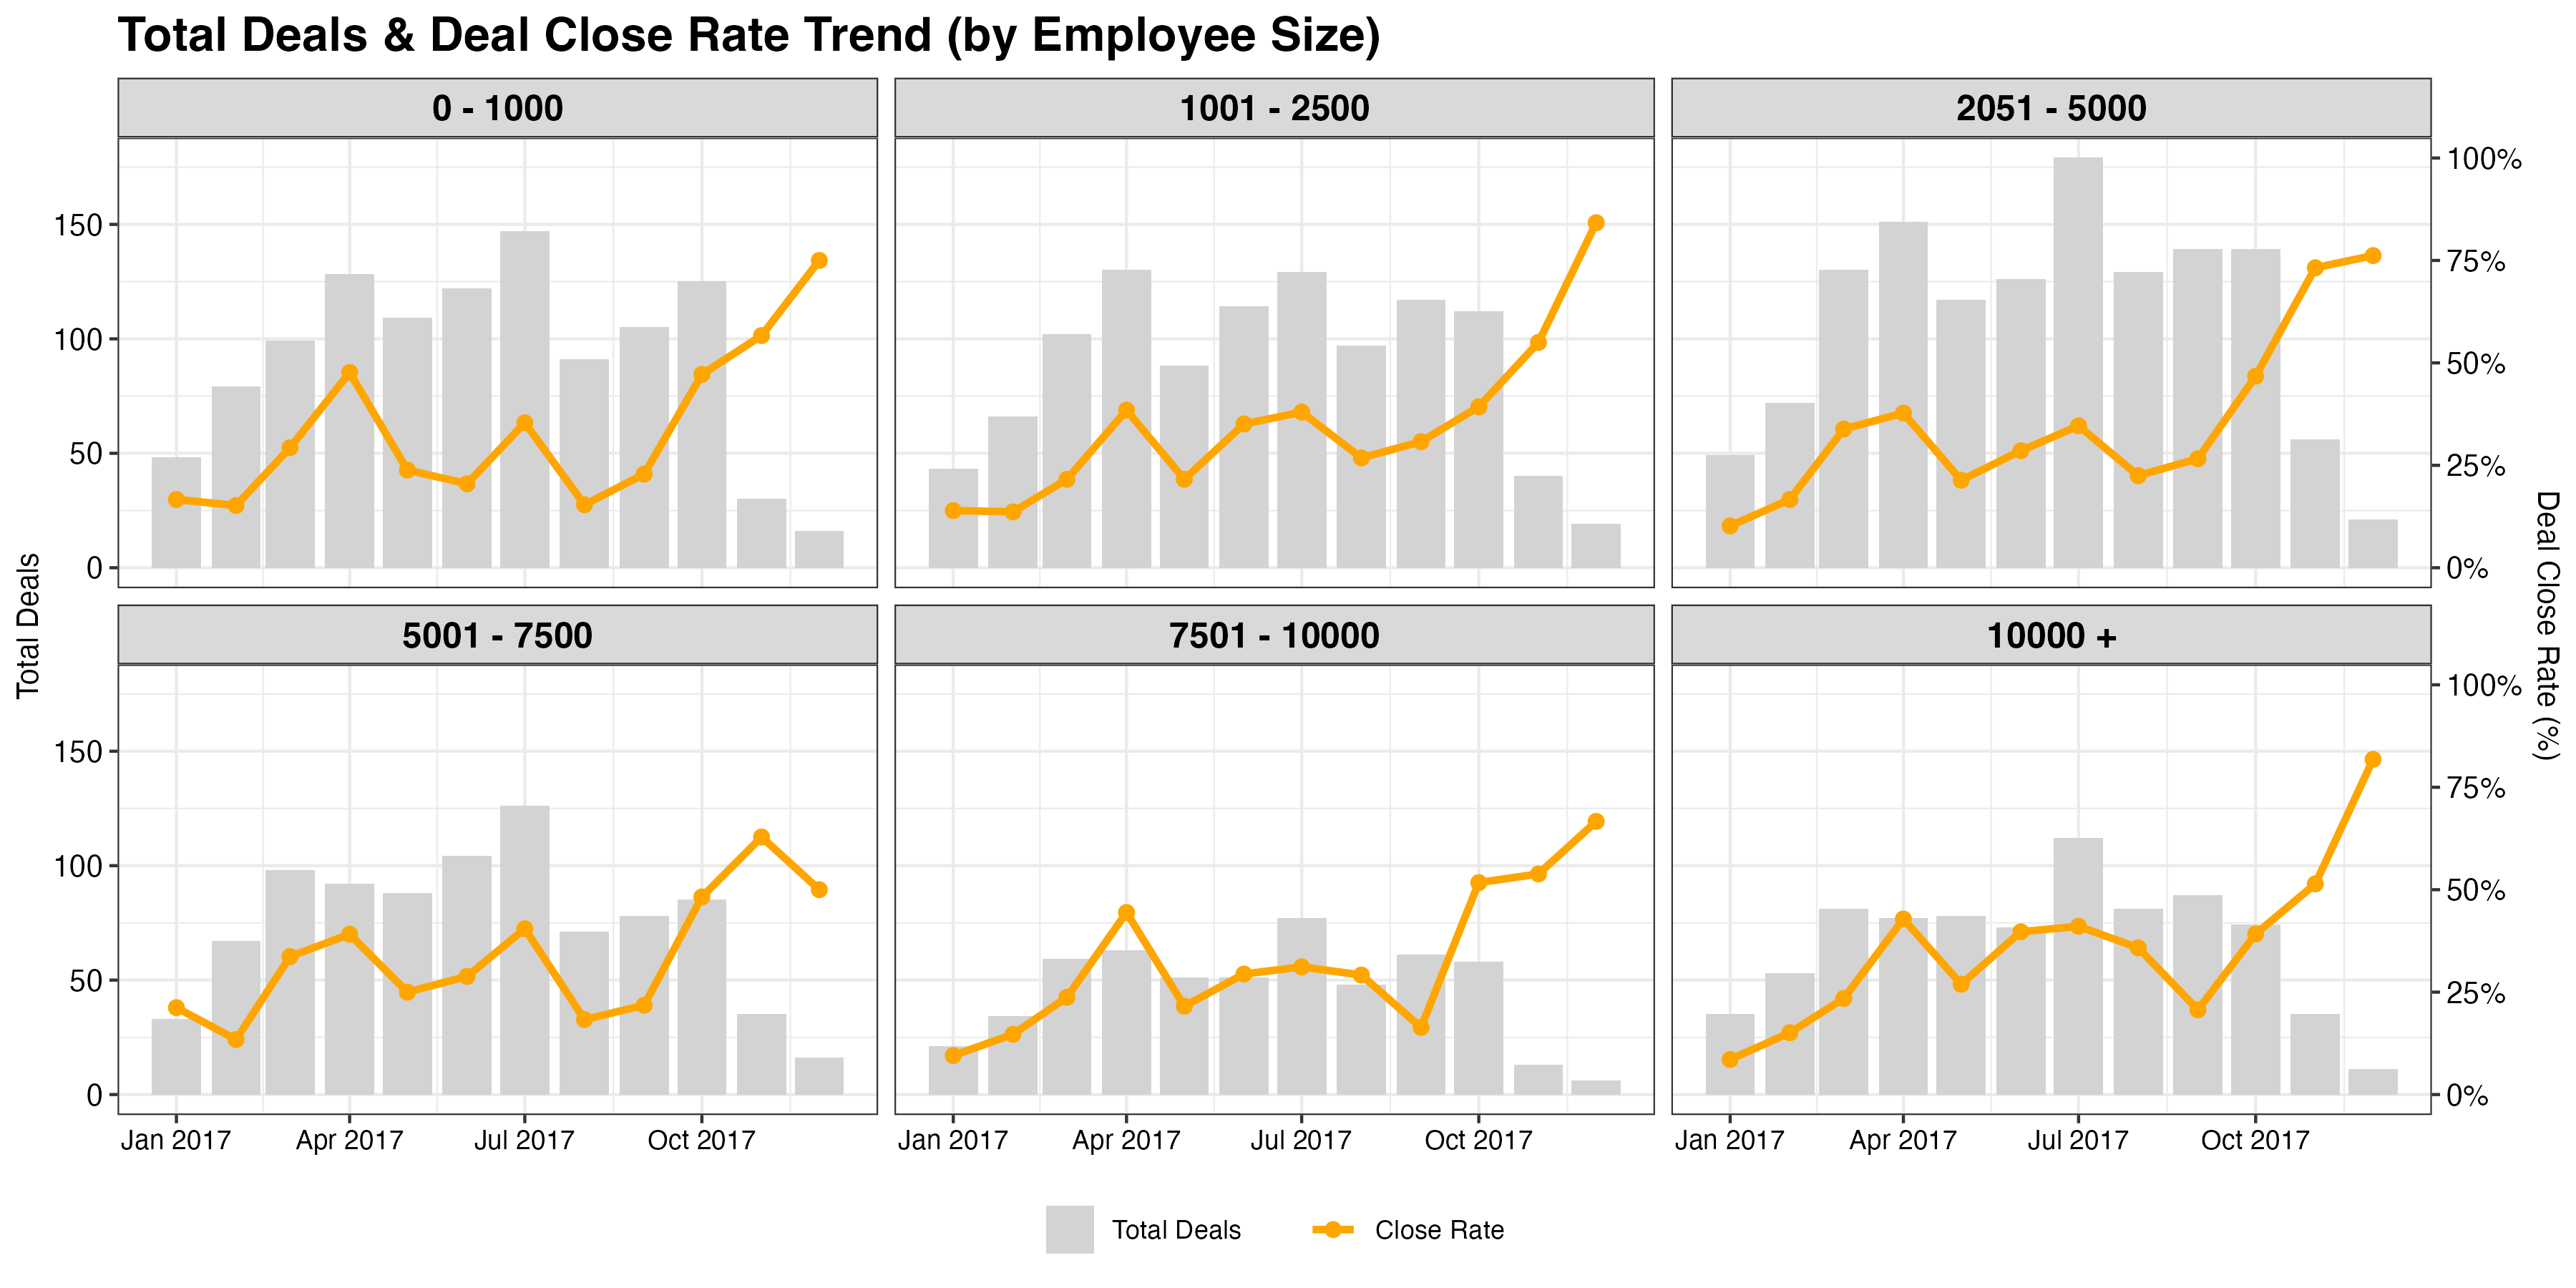 Total Deals & Deal Close Rate Trend (by Employee Size)
0 - 1000
1001 - 2500
2051 - 5000
150
100
50
0
100%
75%
50%
25%
0%
Total Deals
Deal Close Rate (%)
5001 - 7500
7501 - 10000
10000 +
150
100
50
0
100%
75%
50%
25%
0%
Jan 2017 Apr 2017 Jul 2017 Oct 2017
Jan 2017 Apr 2017 Jul 2017 Oct 2017
Jan 2017 Apr 2017 Jul 2017 Oct 2017
Total Deals
Close Rate